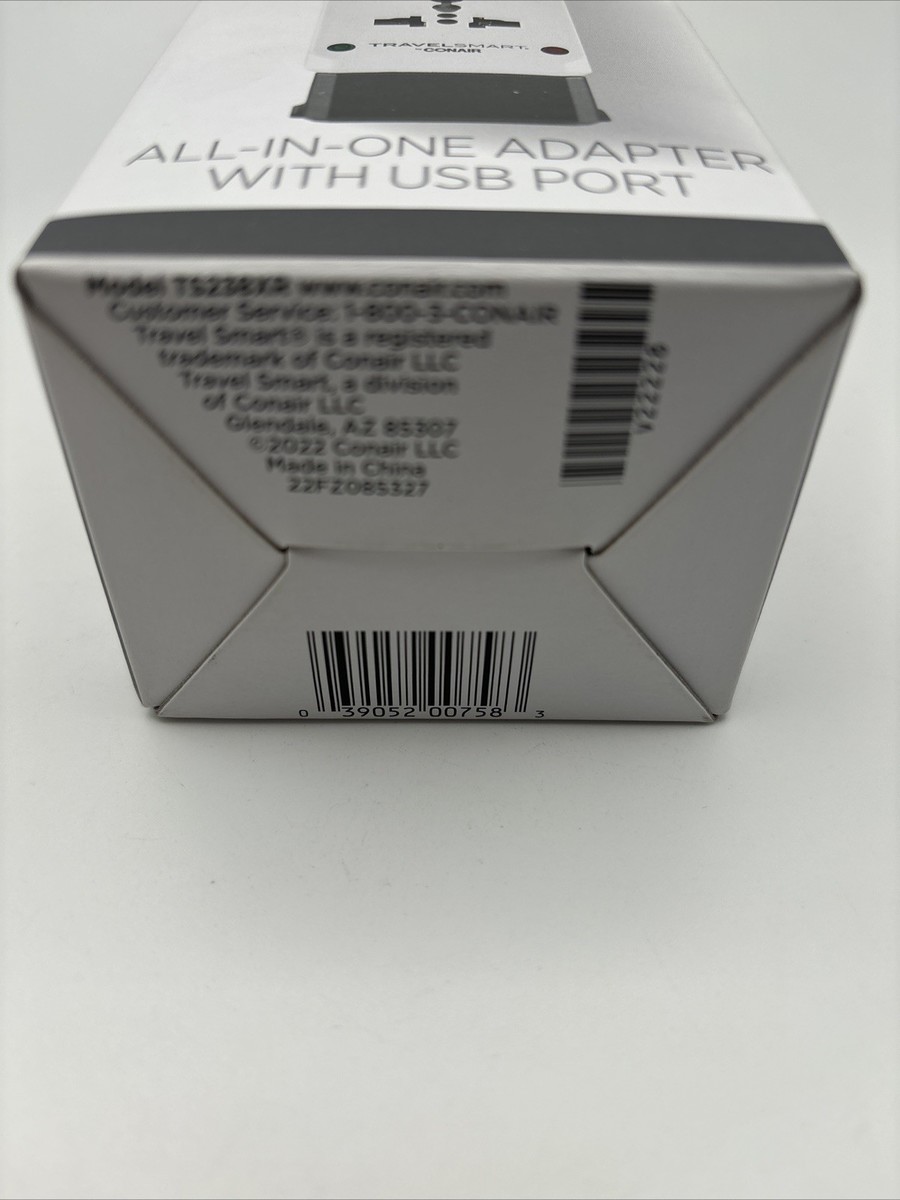 TRAVELSMART®
BY CONAIR
ALL-IN-ONE ADAPTER
WITH USB PORT
Model TS238XR www.conair.com
Customer Service: 1-800-3-CONAIR
Travel Smart® is a registered
trademark of Conair LLC
Travel Smart, a division
of Conair LLC
Glendale, AZ 85307
©2022 Conair LLC
Made in China
22FZ085327
V22228
0 39052 00758 3